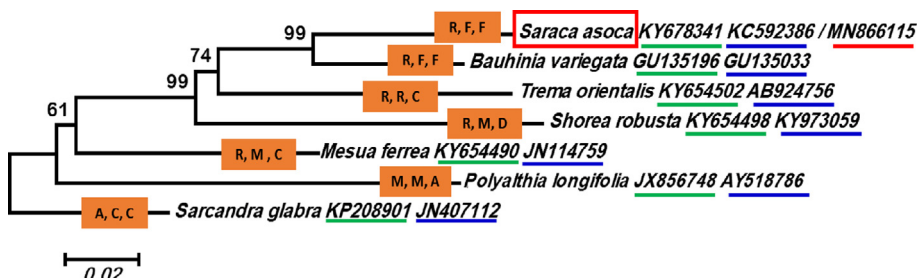 R, F, F Saraca asoca KY678341 KC592386 / MN866115
99
R, F, F Bauhinia variegata GU135196 GU135033
74
R, R, C Trema orientalis KY654502 AB924756
99
R, M, D Shorea robusta KY654498 KY973059
61
R, M , C Mesua ferrea KY654490 JN114759
M, M, A Polyalthia longifolia JX856748 AY518786
A, C, C Sarcandra glabra KP208901 JN407112
0.02